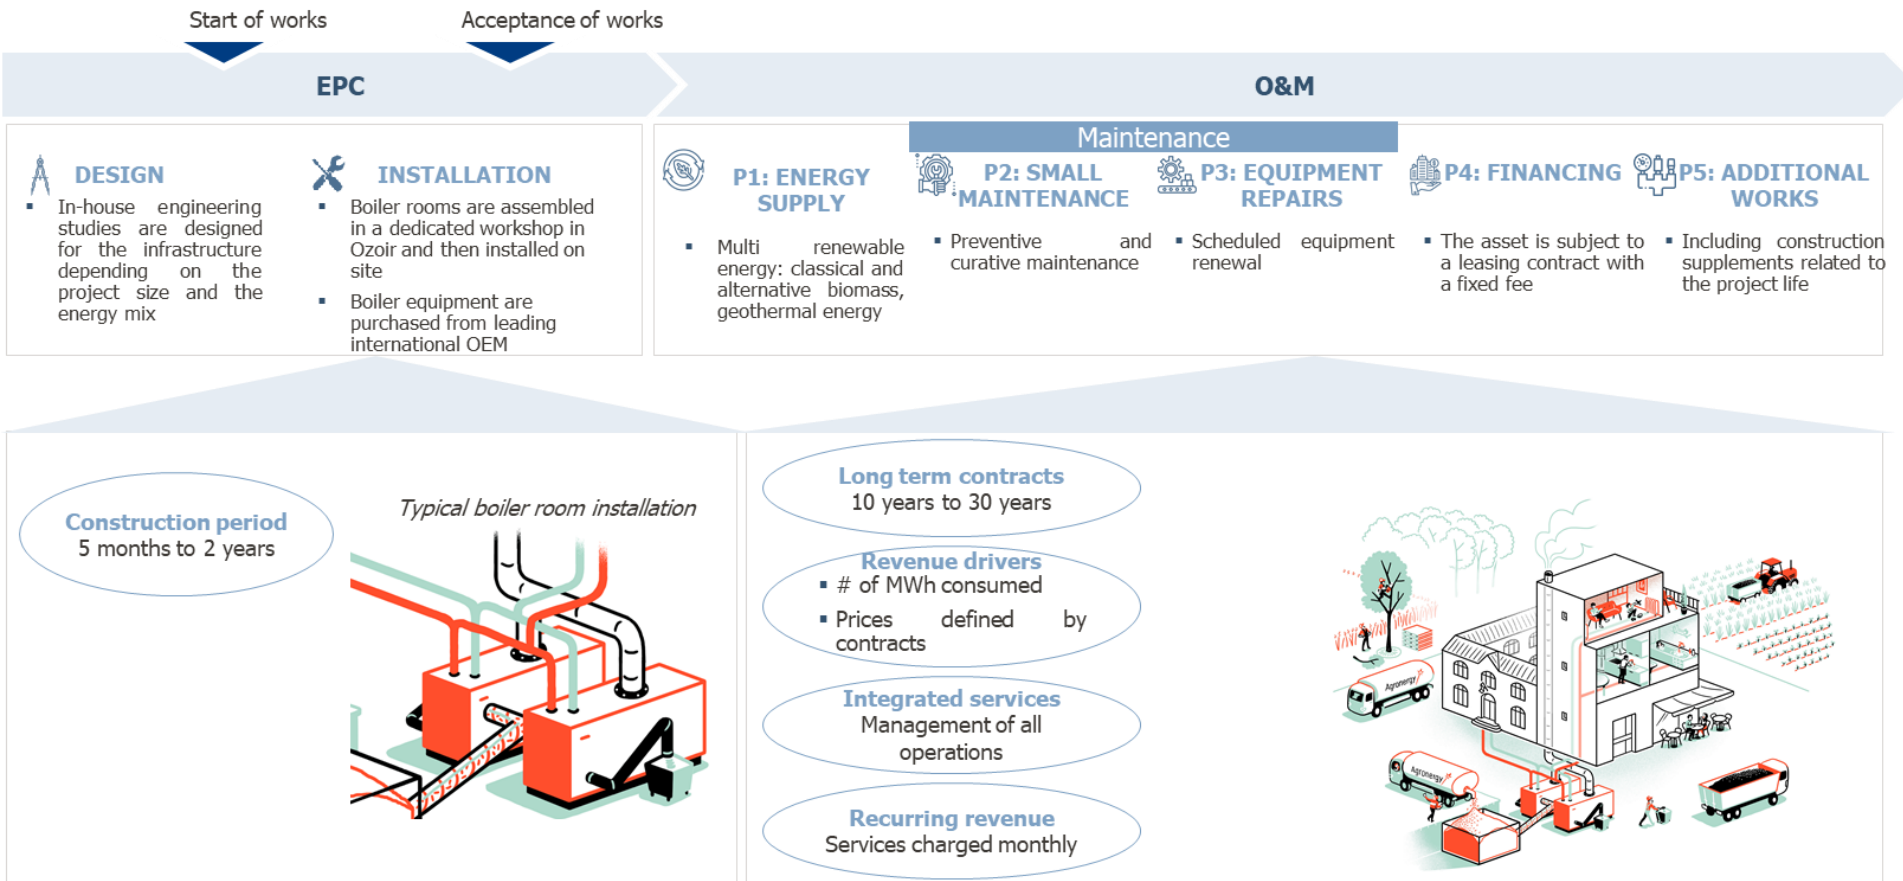 Start of works
Acceptance of works
EPC
O&M
DESIGN
▪ In-house engineering
studies are designed
for the infrastructure
depending on the
project size and the
energy mix
INSTALLATION
▪ Boiler rooms are assembled
in a dedicated workshop in
Ozoir and then installed on
site
▪ Boiler equipment are
purchased from leading
international OEM
Maintenance
P1: ENERGY
SUPPLY
▪ Multi renewable
energy: classical and
alternative biomass,
geothermal energy
P2: SMALL
MAINTENANCE
▪ Preventive and
curative maintenance
P3: EQUIPMENT
REPAIRS
▪ Scheduled equipment
renewal
P4: FINANCING
▪ The asset is subject to
a leasing contract with
a fixed fee
P5: ADDITIONAL
WORKS
▪ Including construction
supplements related to
the project life
Construction period
5 months to 2 years
Typical boiler room installation
Long term contracts
10 years to 30 years
Revenue drivers
▪ # of MWh consumed
▪ Prices defined by
contracts
Integrated services
Management of all
operations
Recurring revenue
Services charged monthly
Agronergy
Agronergy